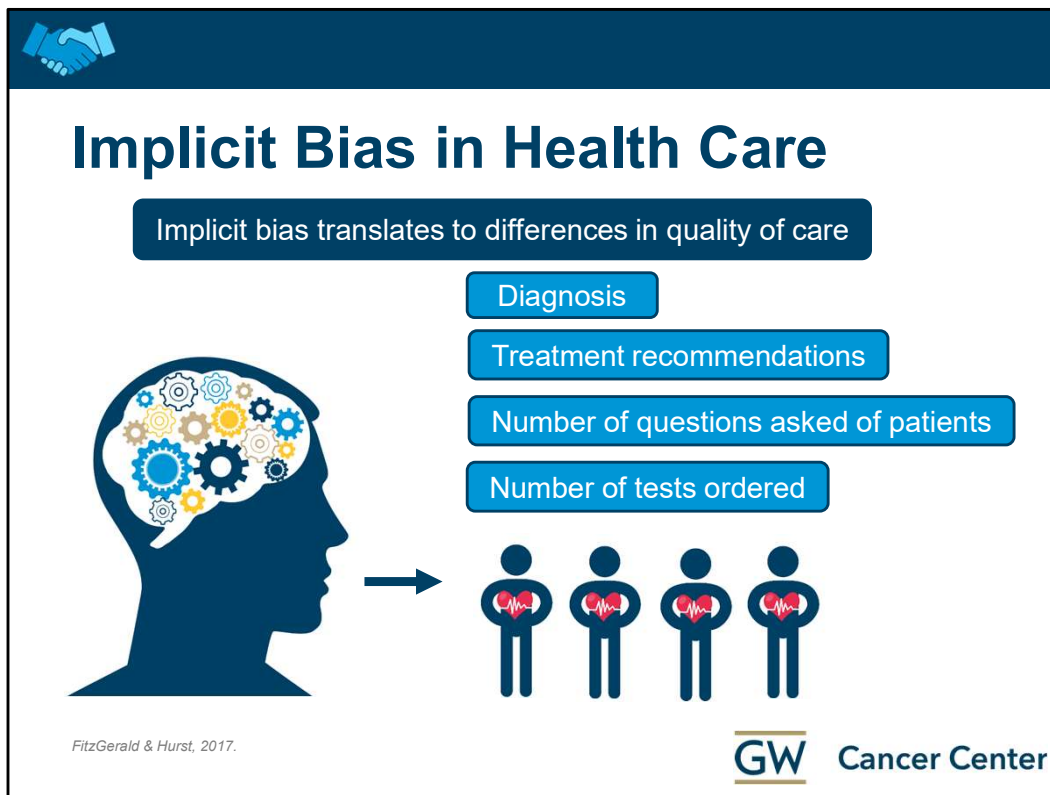 Implicit Bias in Health Care
Implicit bias translates to differences in quality of care
Diagnosis
Treatment recommendations
Number of questions asked of patients
Number of tests ordered
FitzGerald & Hurst, 2017.
GW Cancer Center